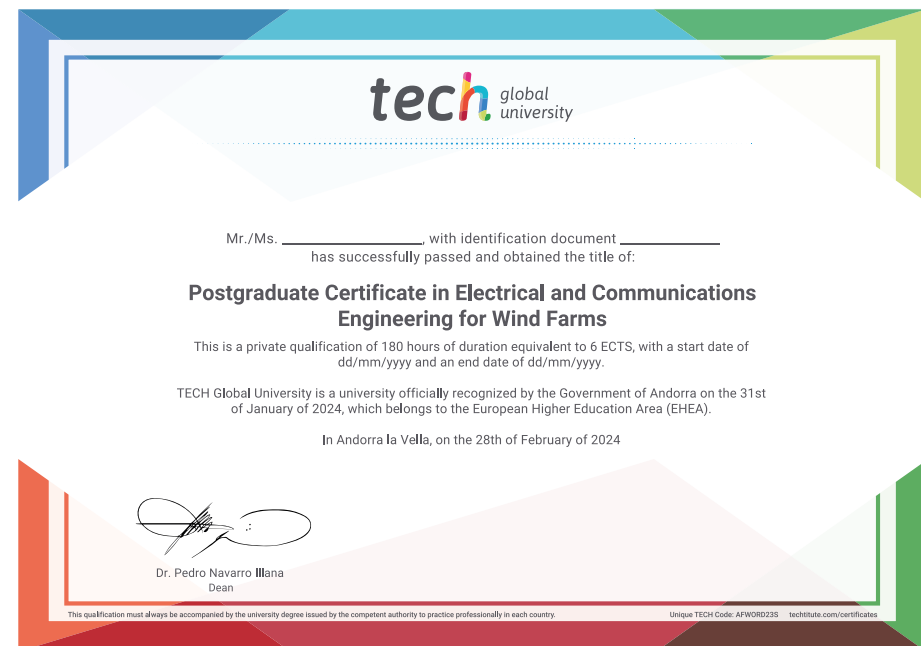 tech global
university
Mr./Ms. ____________________, with identification document ______________
has successfully passed and obtained the title of:
Postgraduate Certificate in Electrical and Communications
Engineering for Wind Farms
This is a private qualification of 180 hours of duration equivalent to 6 ECTS, with a start date of
dd/mm/yyyy and an end date of dd/mm/yyyy.
TECH Global University is a university officially recognized by the Government of Andorra on the 31st
of January of 2024, which belongs to the European Higher Education Area (EHEA).
In Andorra la Vella, on the 28th of February of 2024
Dr. Pedro Navarro Illana
Dean
This qualification must always be accompanied by the university degree issued by the competent authority to practice professionally in each country.
Unique TECH Code: AFWORD23S techtitute.com/certificates